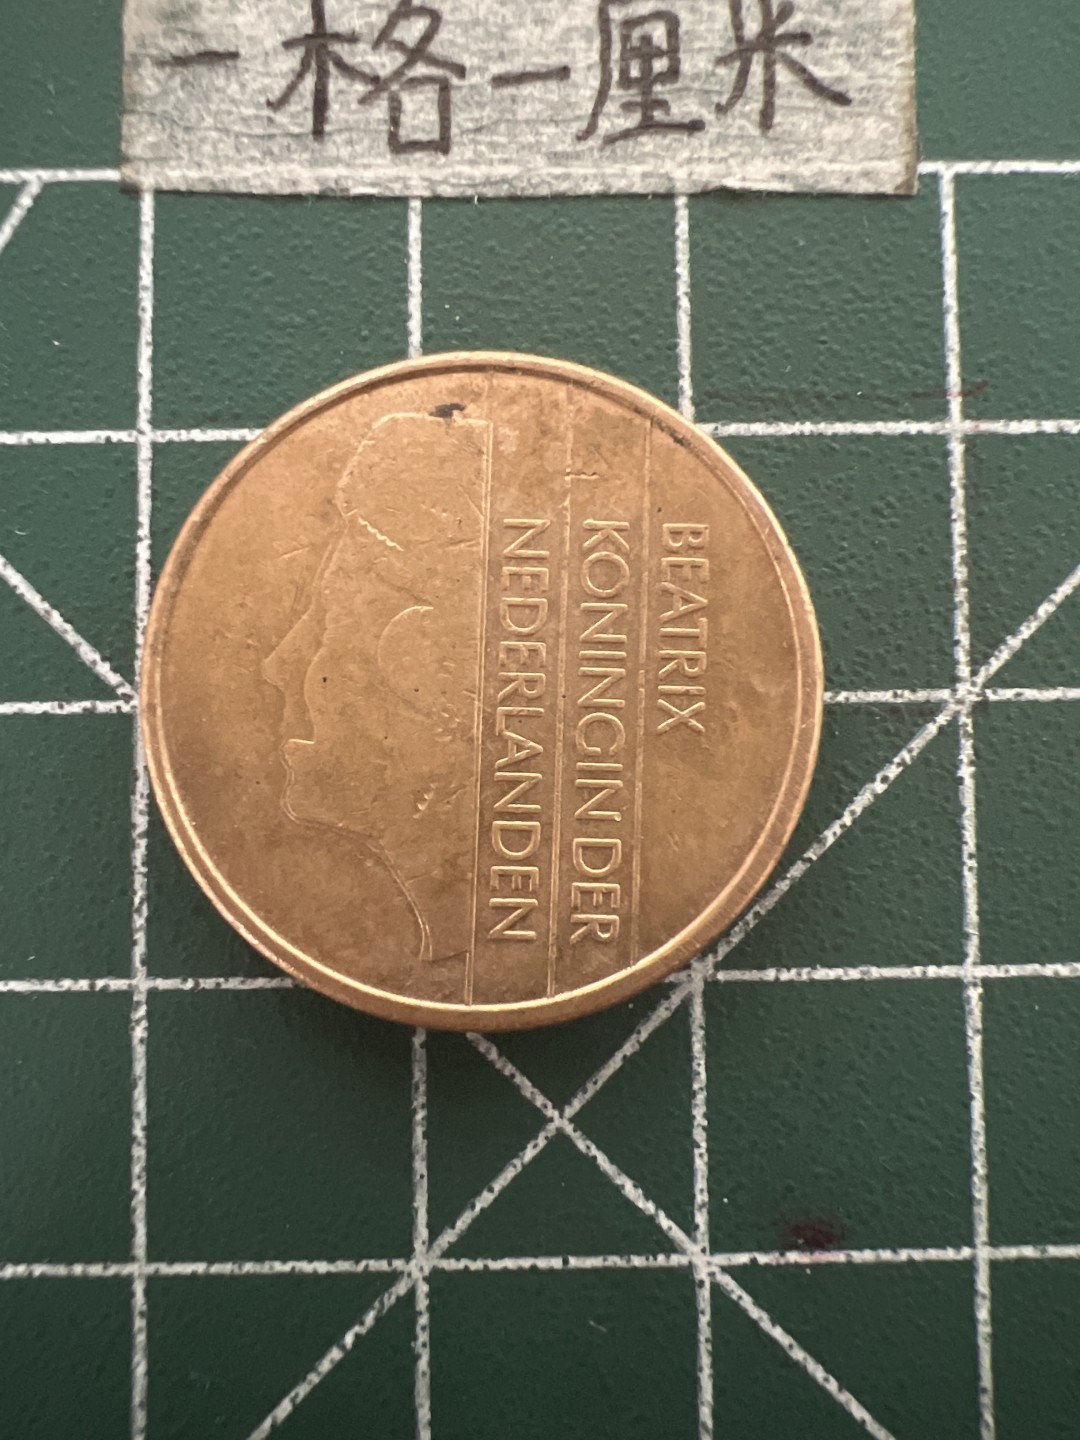 一格一厘米
BEATRIX
KONINGIN DER
NEDERLANDEN